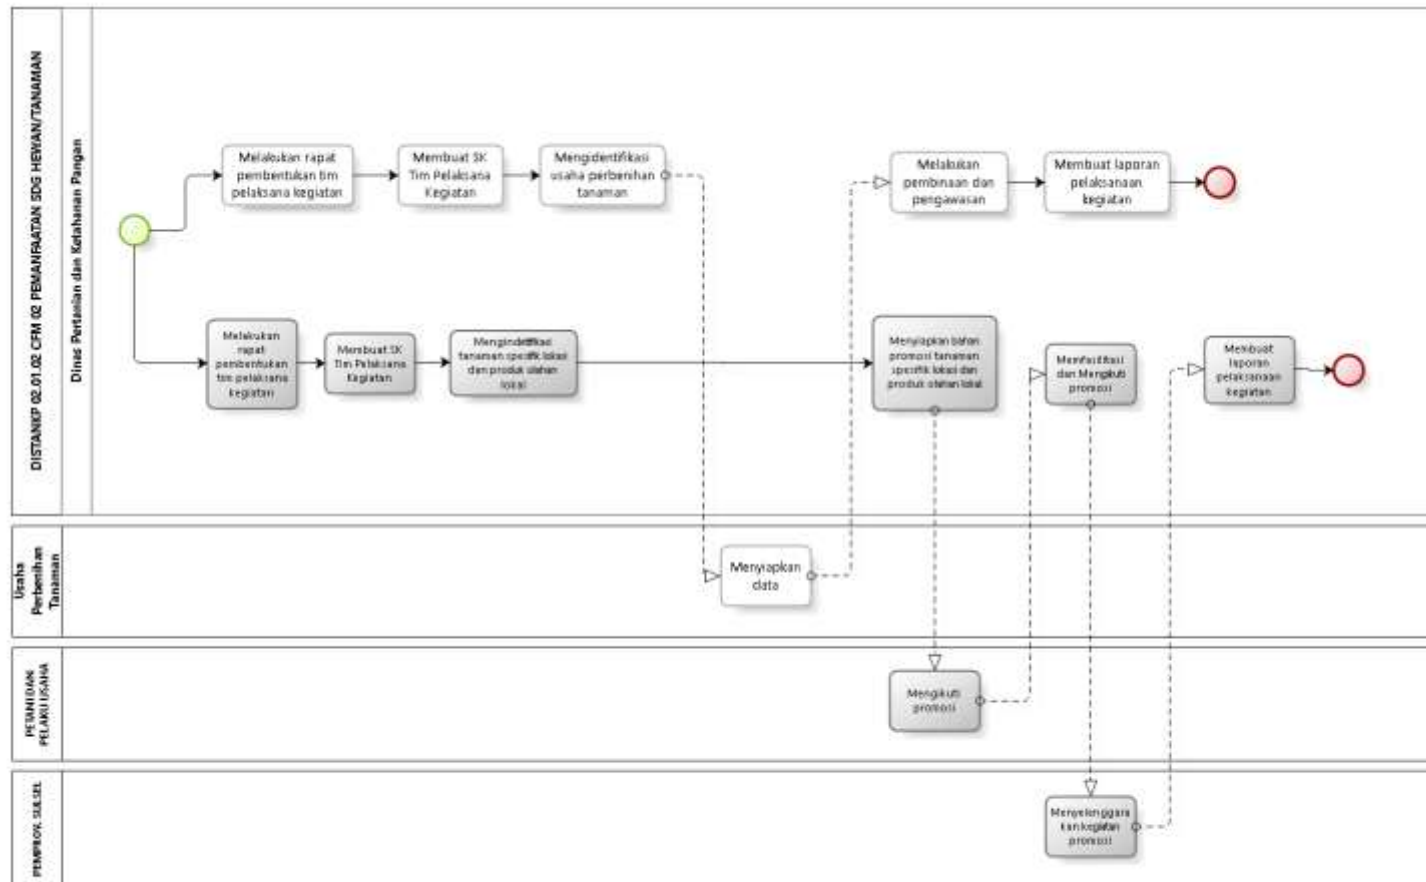 DISTANKP 02.01.02 CFM 02 PEMANFAATAN SDG HEWAN/TANAMAN
Dinas Pertanian dan Ketahanan Pangan
Melakukan rapat
pembentukan tim
pelaksana kegiatan
Membuat SK
Tim Pelaksana
Kegiatan
Mengidentifikasi
usaha perbenihan
tanaman
Melakukan
pembinaan dan
pengawasan
Membuat laporan
pelaksanaan
kegiatan
Melakukan
rapat
pembentukan
tim pelaksana
kegiatan
Membuat SK
Tim Pelaksana
Kegiatan
Mengindetifikasi
tanaman spesifik lokasi
dan produk olahan
lokal
Menyiapkan bahan
promosi tanaman
spesifik lokasi dan
produk olahan lokal
Memfasilitasi
dan Mengikuti
promosi
Membuat
laporan
pelaksanaan
kegiatan
Usaha
Perbenihan
Tanaman
Menyiapkan
data
PETANI DAN
PELAKU USAHA
Mengikuti
promosi
PEMPROV. SULSEL
Menyelenggara
kan kegiatan
promosi